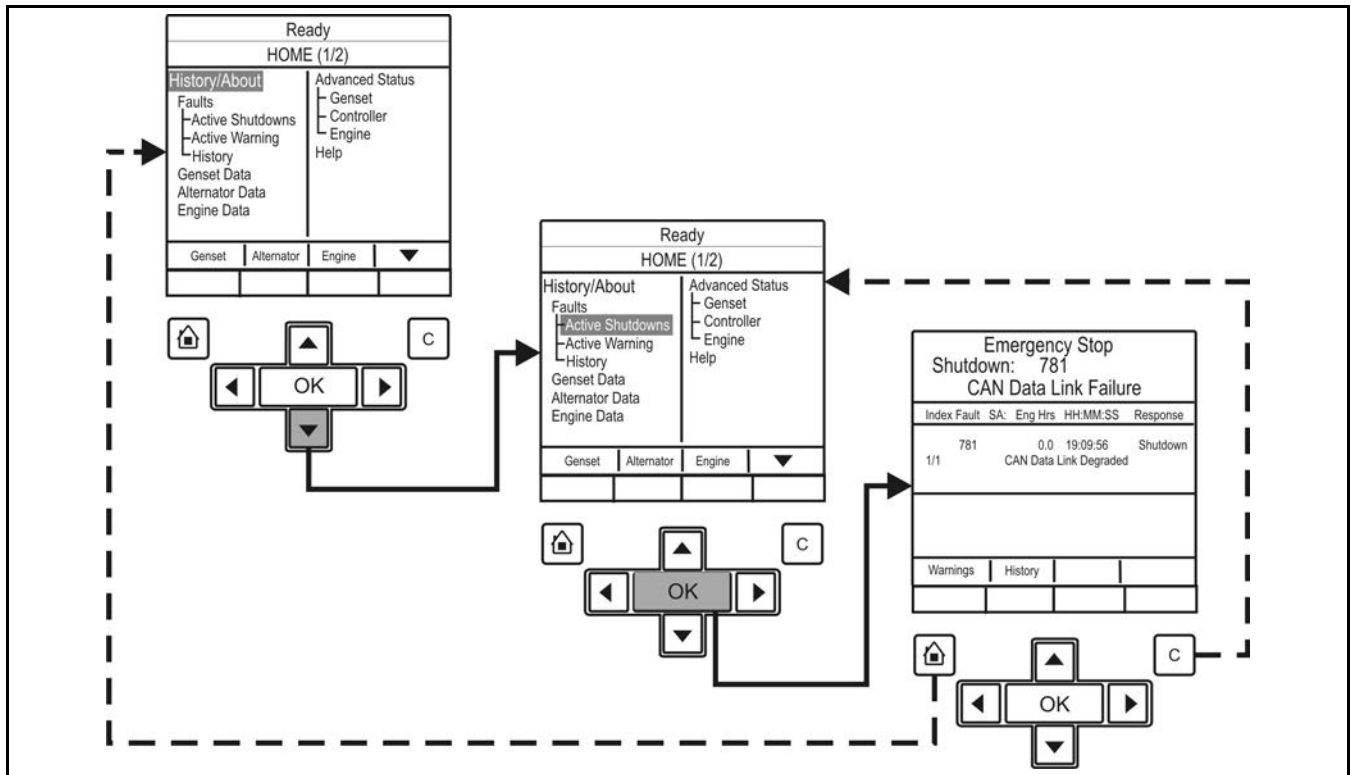 Ready
HOME (1/2)
History/About
Faults
Active Shutdowns
Active Warning
History
Genset Data
Alternator Data
Engine Data
Advanced Status
Genset
Controller
Engine
Help
Genset Alternator Engine
C
OK
Ready
HOME (1/2)
History/About
Faults
Active Shutdowns
Active Warning
History
Genset Data
Alternator Data
Engine Data
Advanced Status
Genset
Controller
Engine
Help
Genset Alternator Engine
C
OK
Emergency Stop
Shutdown: 781
CAN Data Link Failure
Index Fault SA: Eng Hrs HH:MM:SS Response
781 0.0 19:09:56 Shutdown
1/1 CAN Data Link Degraded
Warnings History
C
OK